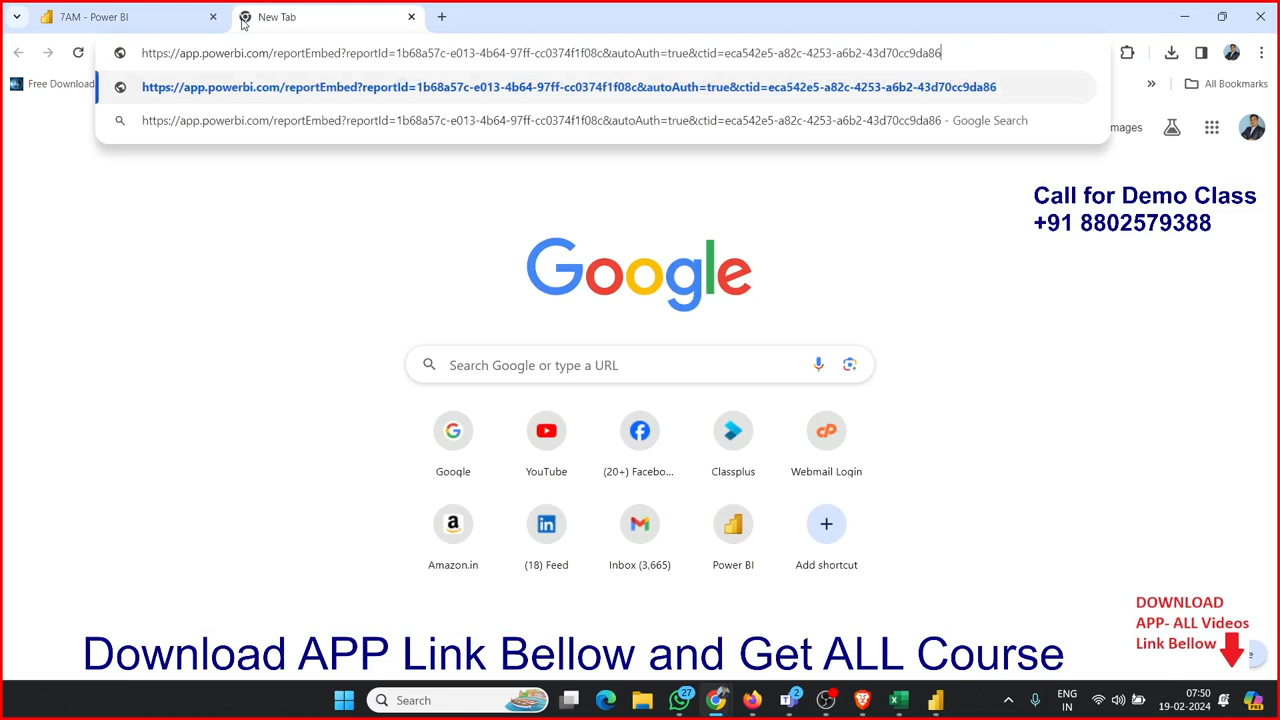 7AM - Power BI
New Tab
https://app.powerbi.com/reportEmbed?reportId=1b68a57c-e013-4b64-97ff-cc0374f1f08c&autoAuth=true&ctid=eca542e5-a82c-4253-a6b2-43d70cc9da86
Free Download
https://app.powerbi.com/reportEmbed?reportId=1b68a57c-e013-4b64-97ff-cc0374f1f08c&autoAuth=true&ctid=eca542e5-a82c-4253-a6b2-43d70cc9da86
All Bookmarks
https://app.powerbi.com/reportEmbed?reportId=1b68a57c-e013-4b64-97ff-cc0374f1f08c&autoAuth=true&ctid=eca542e5-a82c-4253-a6b2-43d70cc9da86 - Google Search
mages
Call for Demo Class
+91 8802579388
Google
Search Google or type a URL
Google
YouTube
(20+) Facebo...
Classplus
Webmail Login
Amazon.in
(18) Feed
Inbox (3,665)
Power BI
Add shortcut
DOWNLOAD
APP- ALL Videos
Link Bellow
Download APP Link Bellow and Get ALL Course
Search
27
2
ENG
IN
07:50
19-02-2024